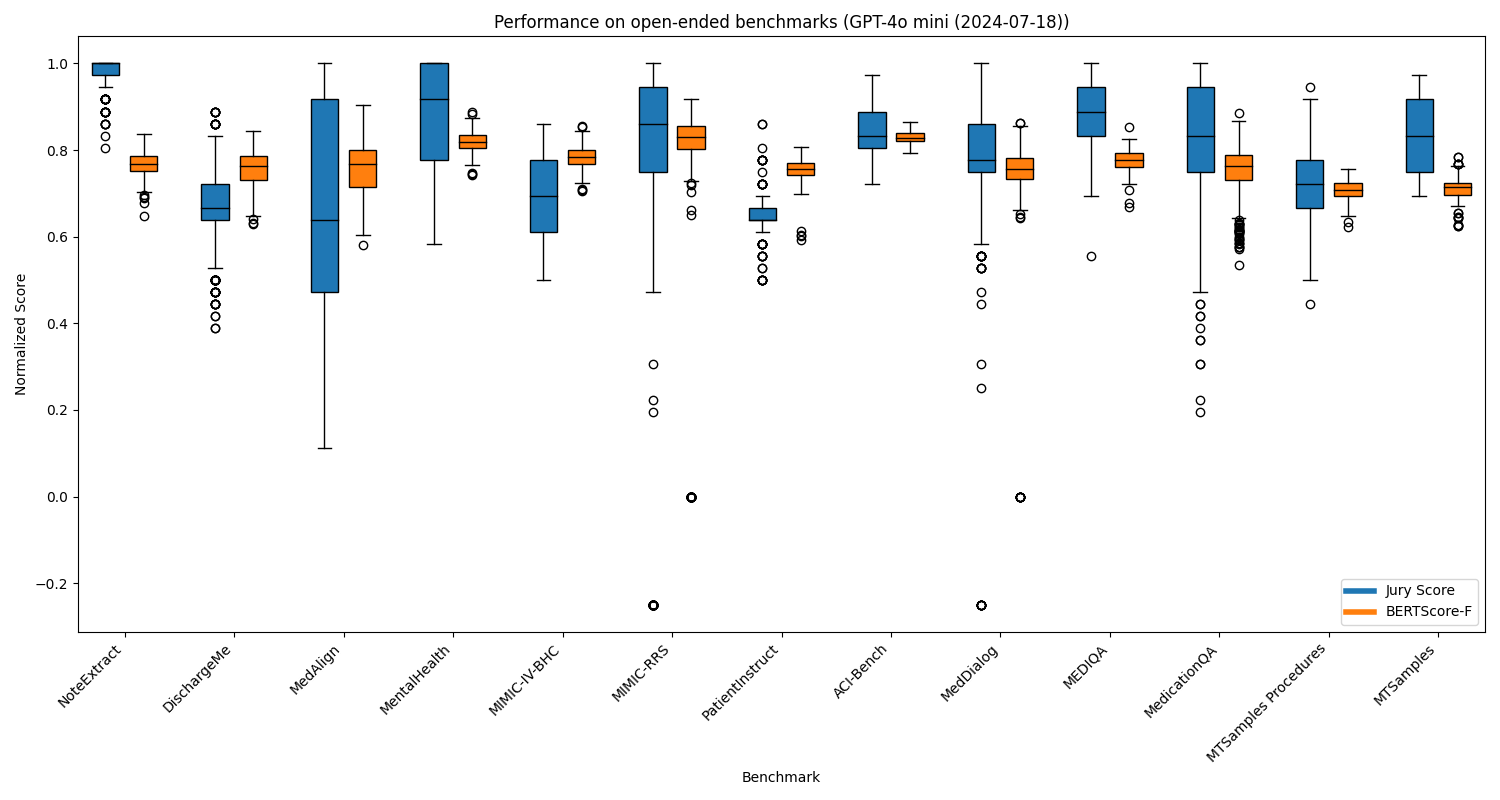 Performance on open-ended benchmarks (GPT-4o mini (2024-07-18))
Normalized Score
1.0
0.8
0.6
0.4
0.2
0.0
−0.2
Jury Score
BERTScore-F
NoteExtract
DischargeMe
MedAlign
MentalHealth
MIMIC-IV-BHC
MIMIC-RRS
PatientInstruct
ACI-Bench
MedDialog
MEDIQA
MedicationQA
MTSamples Procedures
MTSamples
Benchmark